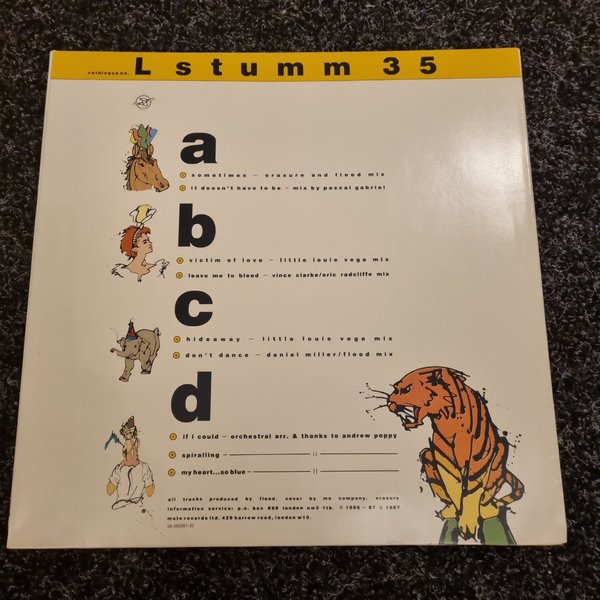 catalogue no. L stumm 35
a
sometimes – erasure and flood mix
it doesn't have to be – mix by pascal gabriel
b
victim of love – little louie vega mix
leave me to bleed – vince clarke/eric radcliffe mix
c
hideaway – little louie vega mix
don't dance – daniel miller/flood mix
d
if i could – orchestral arr. & thanks to andrew poppy
spiralling – ———— " ————
my heart...so blue – ———— " ————
all tracks produced by flood. cover by me company. erasure
information service: p.o. box 899 london nw3 1tb. ℗ 1986 – 87 © 1987
mute records ltd. 429 harrow road, london w10.